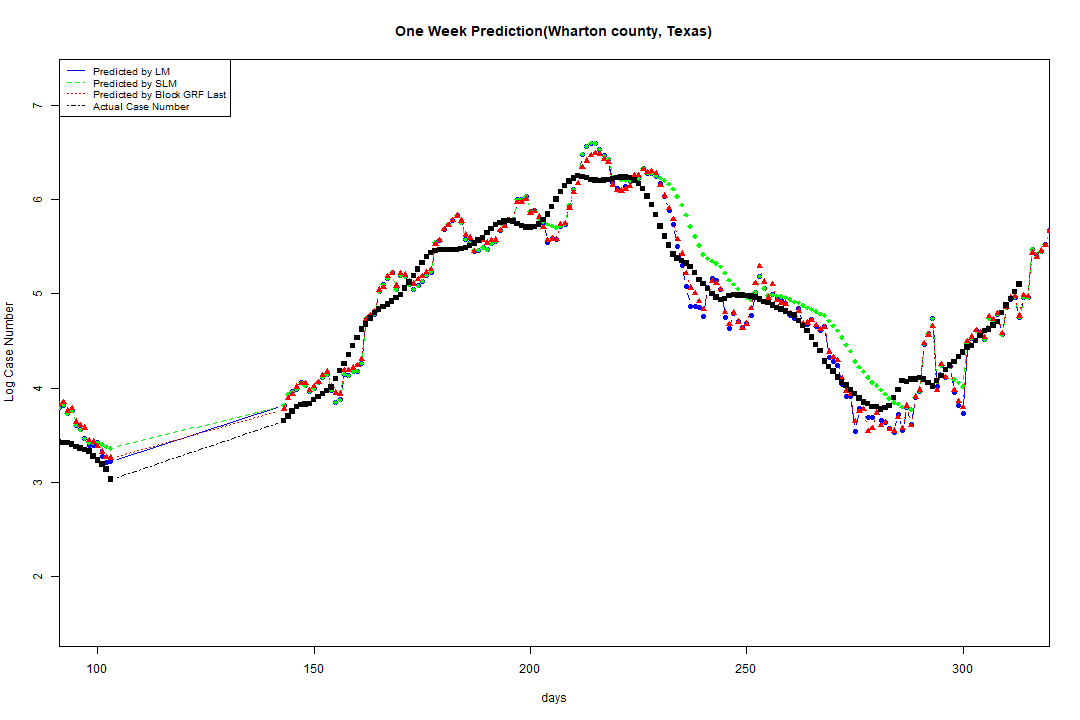 One Week Prediction(Wharton county, Texas)
Predicted by LM
Predicted by SLM
Predicted by Block GRF Last
Actual Case Number
7
6
5
4
3
2
Log Case Number
100 150 200 250 300
days